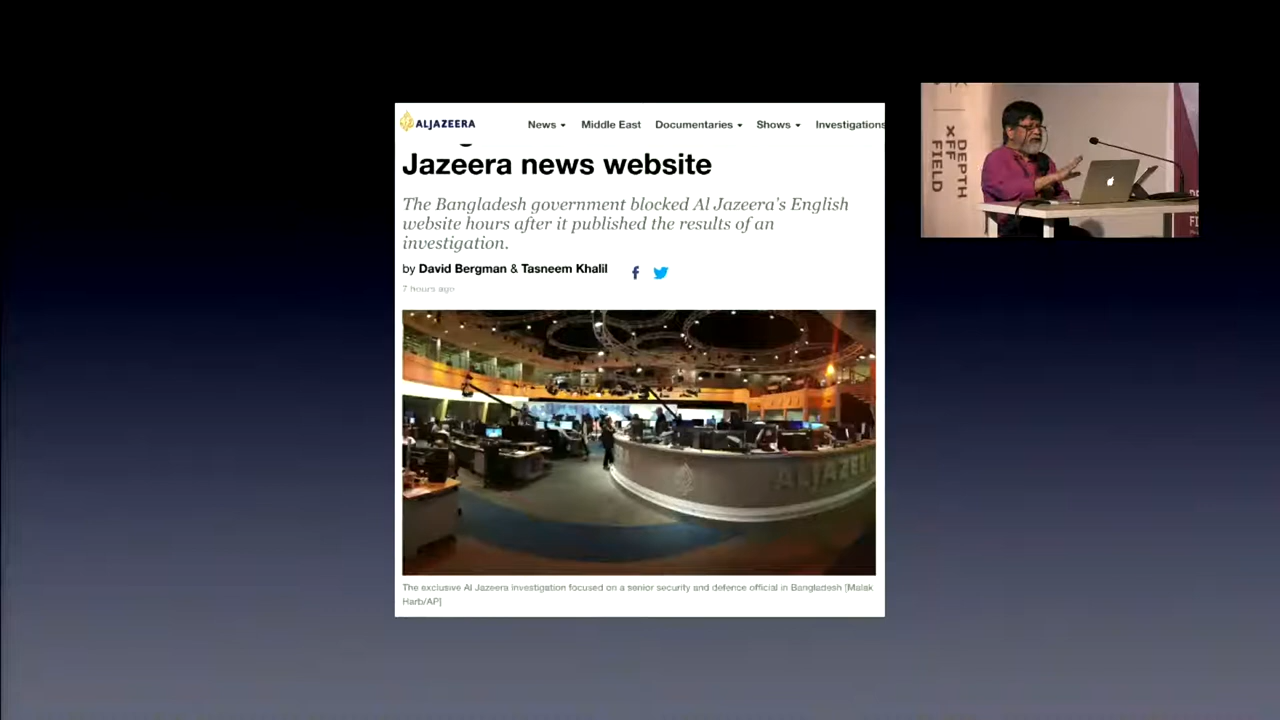 ALJAZEERA
News Middle East Documentaries Shows Investigations
Jazeera news website
The Bangladesh government blocked Al Jazeera's English
website hours after it published the results of an
investigation.
by David Bergman & Tasneem Khalil
7 hours ago
ALJAZEE
The exclusive Al Jazeera investigation focused on a senior security and defence official in Bangladesh [Malak
Harb/AP]
DEPTH
XFF
FIELD